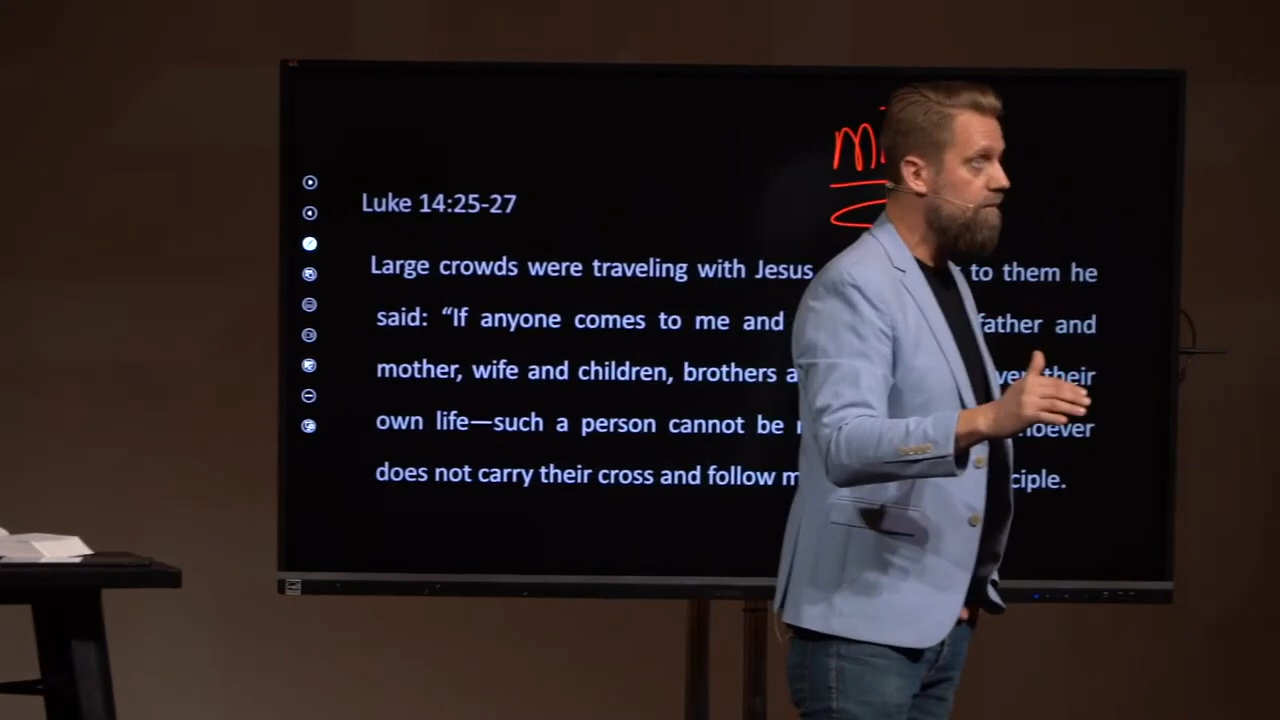 Luke 14:25-27
Large crowds were traveling with Jesus to them he
said: “If anyone comes to me and father and
mother, wife and children, brothers their
own life—such a person cannot be
does not carry their cross and follow